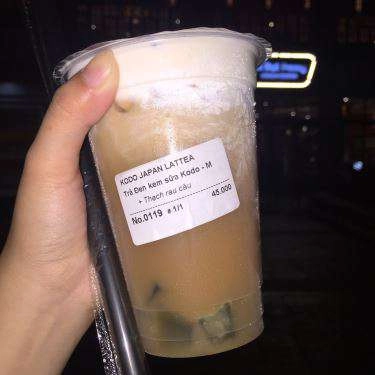 KODO JAPAN LATTEA
Trà Đen kem sữa Kodo - M
+ Thạch rau câu
45,000
No.0119 # 1/1